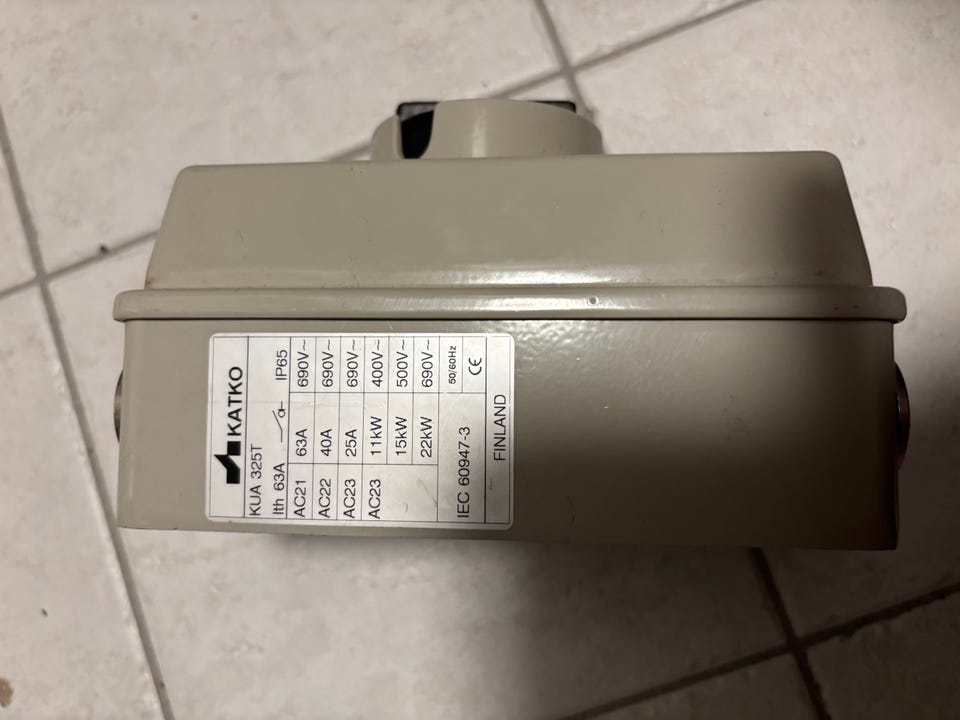 KATKO
KUA 325T
Ith 63A IP65
AC21 63A 690V~
AC22 40A 690V~
AC23 25A 690V~
AC23 11kW 400V~
15kW 500V~
22kW 690V~
IEC 60947-3 50/60Hz CE
FINLAND